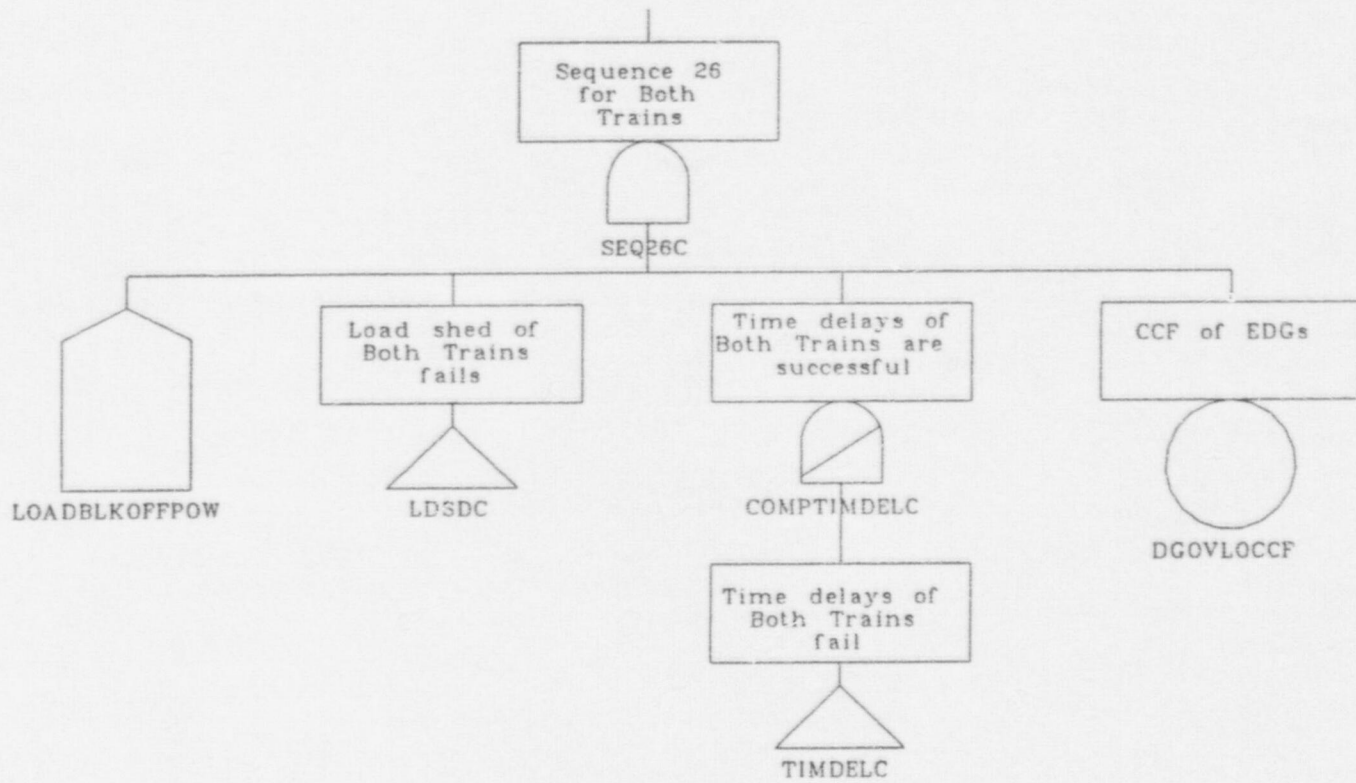 Sequence 26
for Both
Trains
SEQ26C
Load shed of
Both Trains
fails
Time delays of
Both Trains are
successful
CCF of EDGs
LOADBLKOFFPOW
LDSDC
COMPTIMDELC
DGOVLOCCF
Time delays of
Both Trains
fail
TIMDELC